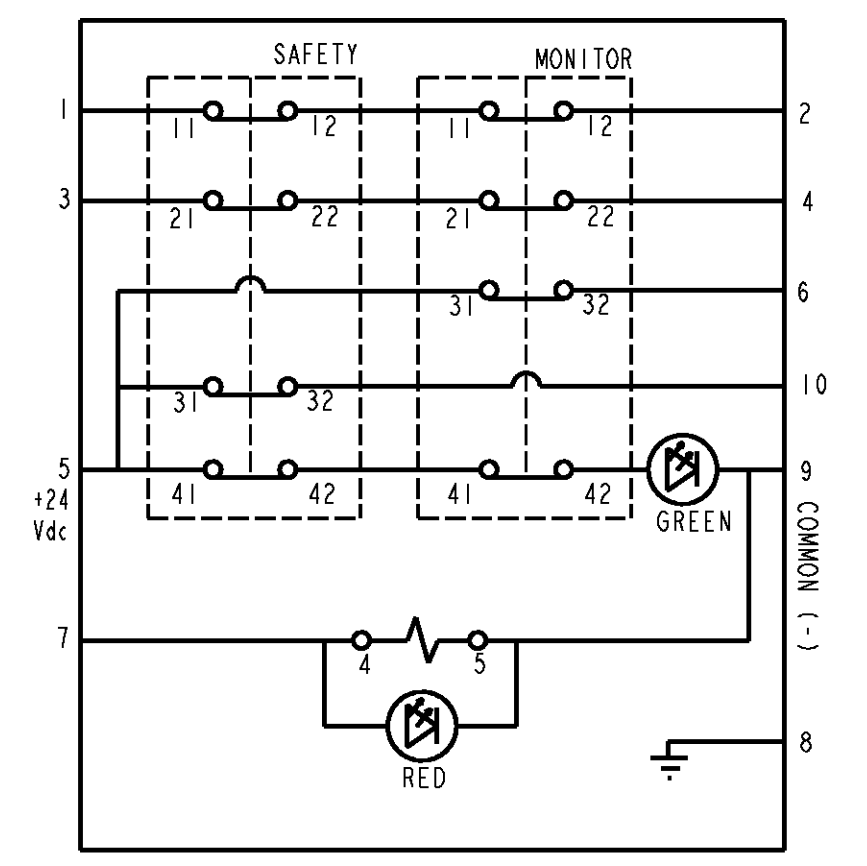 SAFETY MONITOR
1 11 12 11 12 2
3 21 22 21 22 4
31 32 6
31 32 10
5 41 42 41 42 9
+24
Vdc
GREEN
COMMON (-)
7 4 5
8
RED